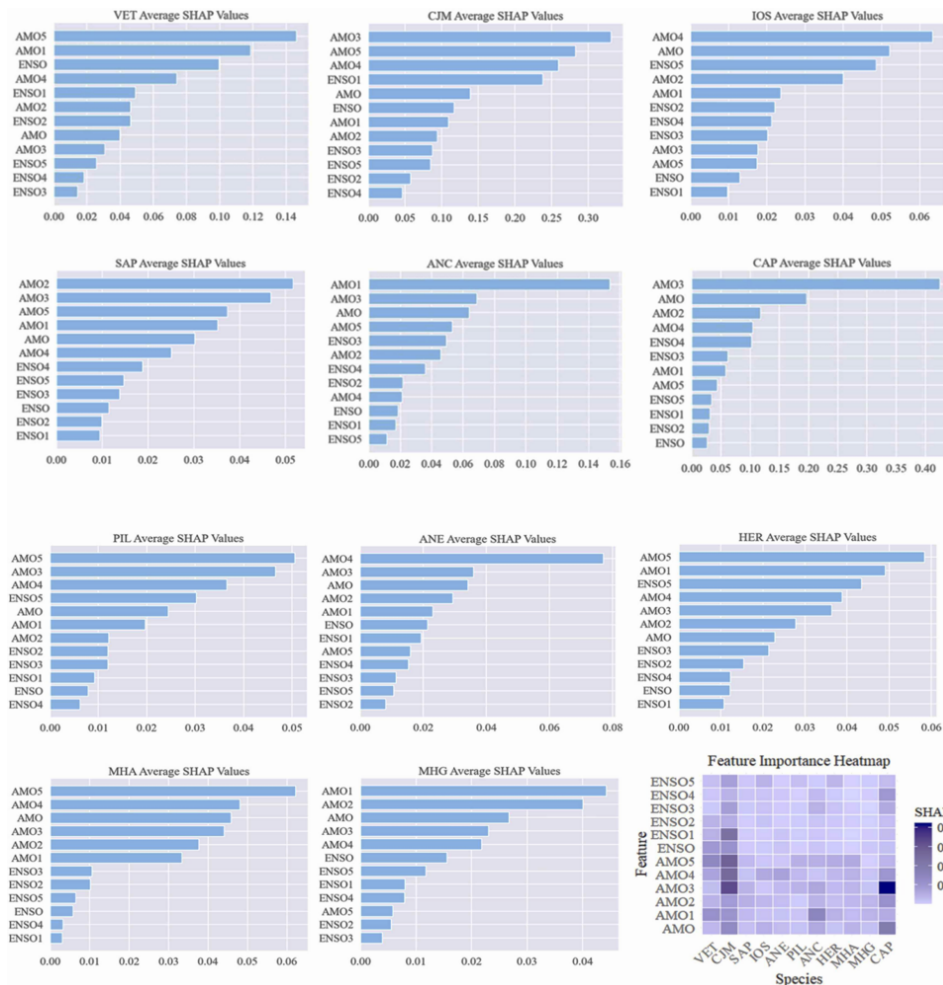 VET Average SHAP Values
AMO5
AMO1
ENSO
AMO4
ENSO1
AMO2
ENSO2
AMO
AMO3
ENSO5
ENSO4
ENSO3
0.00 0.02 0.04 0.06 0.08 0.10 0.12 0.14
CJM Average SHAP Values
AMO3
AMO5
AMO4
ENSO1
AMO
ENSO
AMO1
AMO2
ENSO3
ENSO5
ENSO2
ENSO4
0.00 0.05 0.10 0.15 0.20 0.25 0.30
IOS Average SHAP Values
AMO4
AMO
ENSO5
AMO2
AMO1
ENSO2
ENSO4
ENSO3
AMO3
AMO5
ENSO
ENSO1
0.00 0.01 0.02 0.03 0.04 0.05 0.06
SAP Average SHAP Values
AMO2
AMO3
AMO5
AMO1
AMO
AMO4
ENSO4
ENSO5
ENSO3
ENSO
ENSO2
ENSO1
0.00 0.01 0.02 0.03 0.04 0.05
ANC Average SHAP Values
AMO1
AMO3
AMO
AMO5
ENSO3
AMO2
ENSO4
ENSO2
AMO4
ENSO
ENSO1
ENSO5
0.00 0.02 0.04 0.06 0.08 0.10 0.12 0.14 0.16
CAP Average SHAP Values
AMO3
AMO
AMO2
AMO4
ENSO4
ENSO3
AMO1
AMO5
ENSO5
ENSO1
ENSO2
ENSO
0.00 0.05 0.10 0.15 0.20 0.25 0.30 0.35 0.40
PIL Average SHAP Values
AMO5
AMO3
AMO4
ENSO5
AMO
AMO1
AMO2
ENSO2
ENSO3
ENSO1
ENSO
ENSO4
0.00 0.01 0.02 0.03 0.04 0.05
ANE Average SHAP Values
AMO4
AMO3
AMO
AMO2
AMO1
ENSO
ENSO1
AMO5
ENSO4
ENSO3
ENSO5
ENSO2
0.00 0.02 0.04 0.06 0.08
HER Average SHAP Values
AMO5
AMO1
ENSO5
AMO4
AMO3
AMO2
AMO
ENSO3
ENSO2
ENSO4
ENSO
ENSO1
0.00 0.01 0.02 0.03 0.04 0.05 0.06
MHA Average SHAP Values
AMO5
AMO4
AMO
AMO3
AMO2
AMO1
ENSO3
ENSO2
ENSO5
ENSO
ENSO4
ENSO1
0.00 0.01 0.02 0.03 0.04 0.05 0.06
MHG Average SHAP Values
AMO1
AMO2
AMO
AMO3
AMO4
ENSO
ENSO5
ENSO1
ENSO4
AMO5
ENSO2
ENSO3
0.00 0.01 0.02 0.03 0.04
Feature Importance Heatmap
Feature
ENSO5
ENSO4
ENSO3
ENSO2
ENSO1
ENSO
AMO5
AMO4
AMO3
AMO2
AMO1
AMO
VET CJM SAP IOS ANE PIL ANC HER MHA MHG CAP
Species